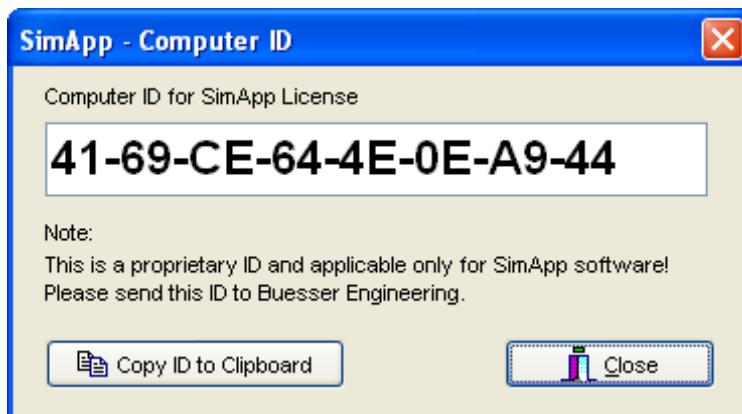 SimApp - Computer ID
Computer ID for SimApp License
41-69-CE-64-4E-0E-A9-44
Note:
This is a proprietary ID and applicable only for SimApp software!
Please send this ID to Buesser Engineering.
Copy ID to Clipboard
Close